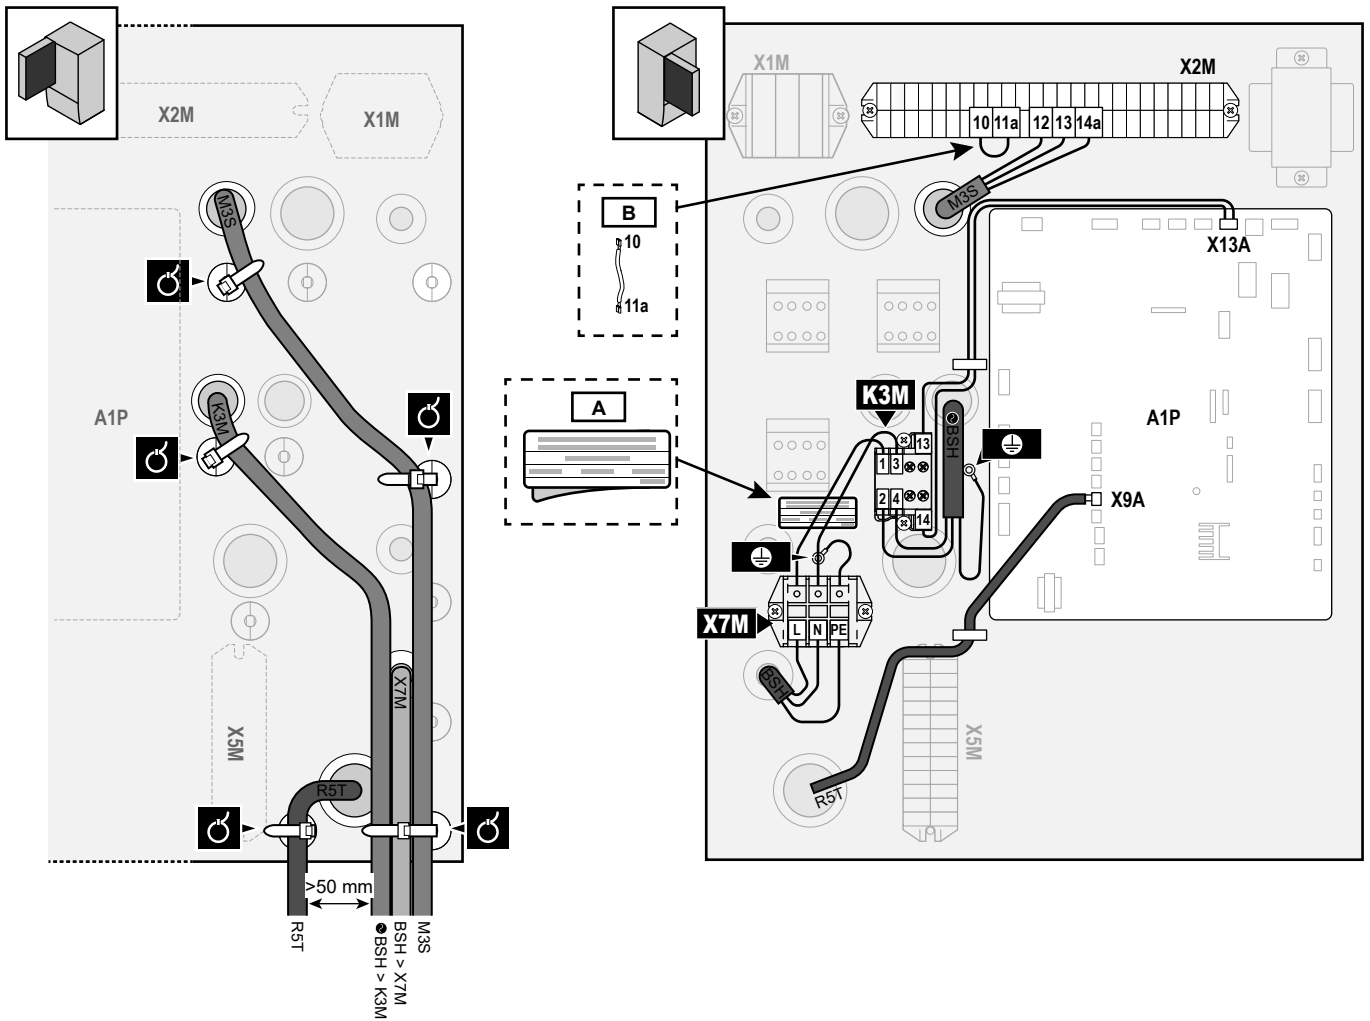 X2M
X1M
M3S
K3M
A1P
X7M
X5M
R5T
>50 mm
R5T
BSH > K3M
BSH > X7M
M3S
X1M
X2M
10 11a 12 13 14a
M3S
B
10
11a
X13A
A
K3M
13
1 3
2 4
14
BSH
A1P
X9A
X7M
L N PE
BSH
X5M
R5T